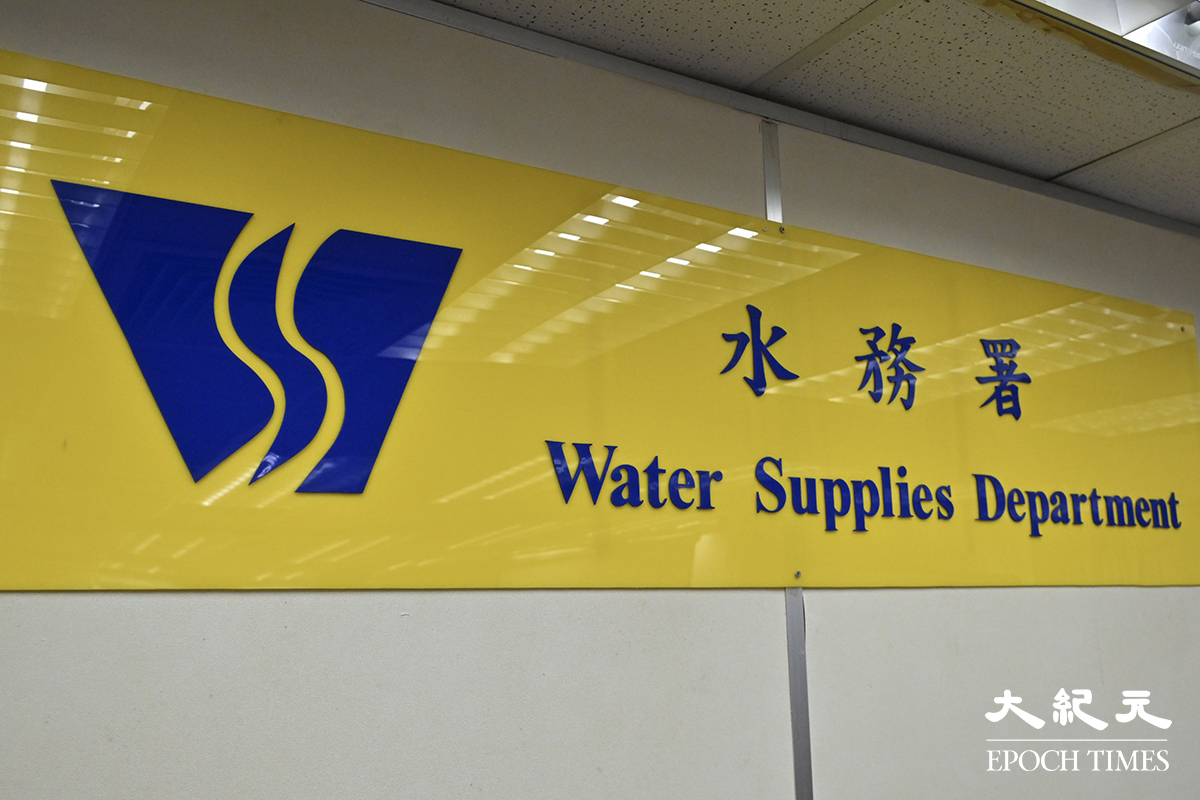 水務署
Water Supplies Department
大紀元
EPOCH TIMES